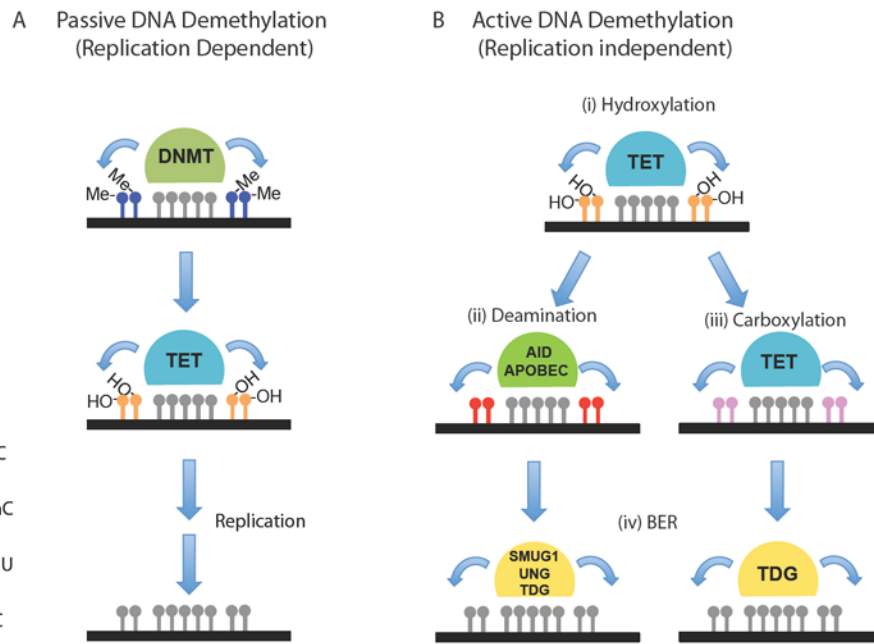 A Passive DNA Demethylation
(Replication Dependent)
DNMT
Me-
Me-
-Me
-Me
TET
HO-
HO-
-OH
-OH
Replication
B Active DNA Demethylation
(Replication independent)
(i) Hydroxylation
TET
HO-
HO-
-OH
-OH
(ii) Deamination
AID
APOBEC
(iii) Carboxylation
TET
(iv) BER
SMUG1
UNG
TDG
TDG
C
U